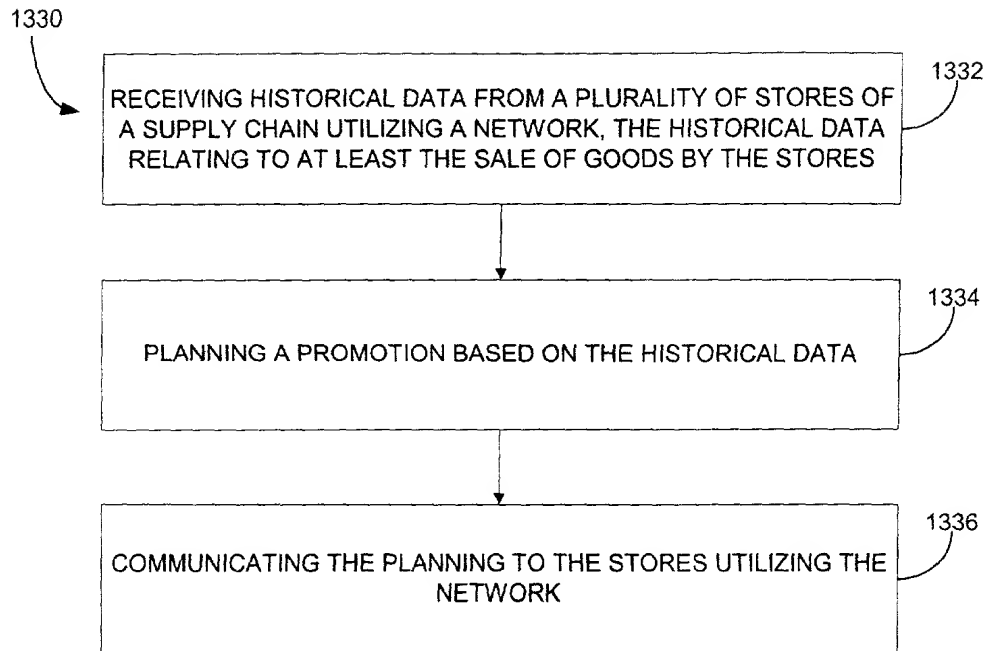 1330
1332
RECEIVING HISTORICAL DATA FROM A PLURALITY OF STORES OF
A SUPPLY CHAIN UTILIZING A NETWORK, THE HISTORICAL DATA
RELATING TO AT LEAST THE SALE OF GOODS BY THE STORES
1334
PLANNING A PROMOTION BASED ON THE HISTORICAL DATA
1336
COMMUNICATING THE PLANNING TO THE STORES UTILIZING THE
NETWORK